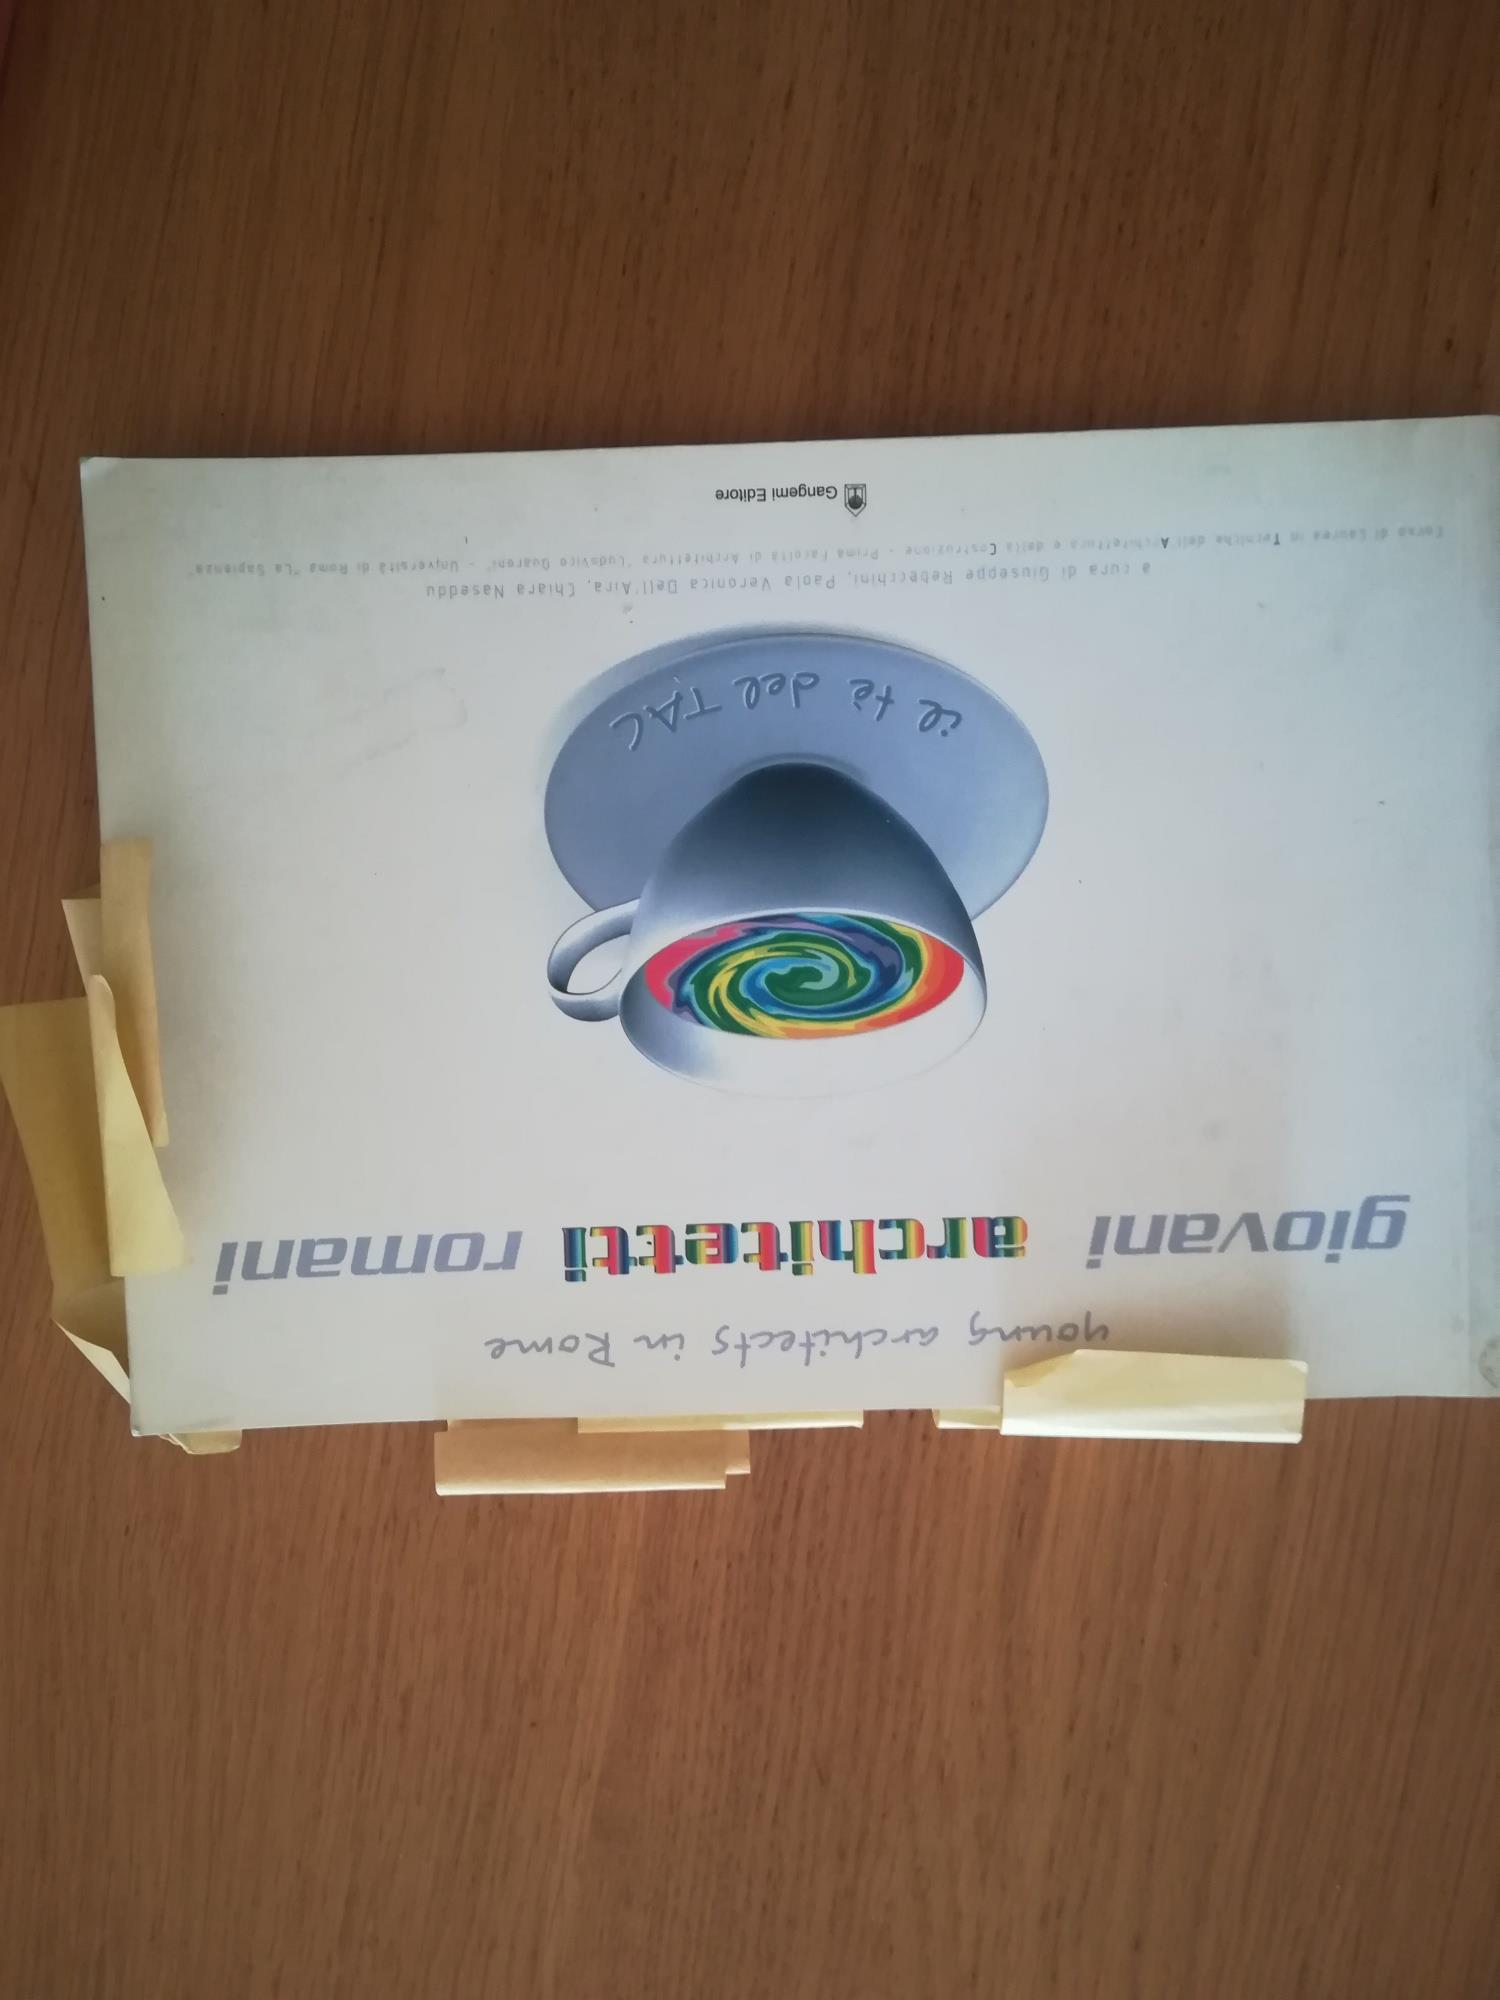 young architects in Rome
giovani architetti romani
il tè del TAC
a cura di Giuseppe Rebecchini, Paola Veronica Dell'Aira, Chiara Naseddu
Corso di Laurea in Tecniche dell'Architettura e della Costruzione - Prima Facoltà di Architettura "Ludovico Quaroni" - Università di Roma "La Sapienza"
Gangemi Editore